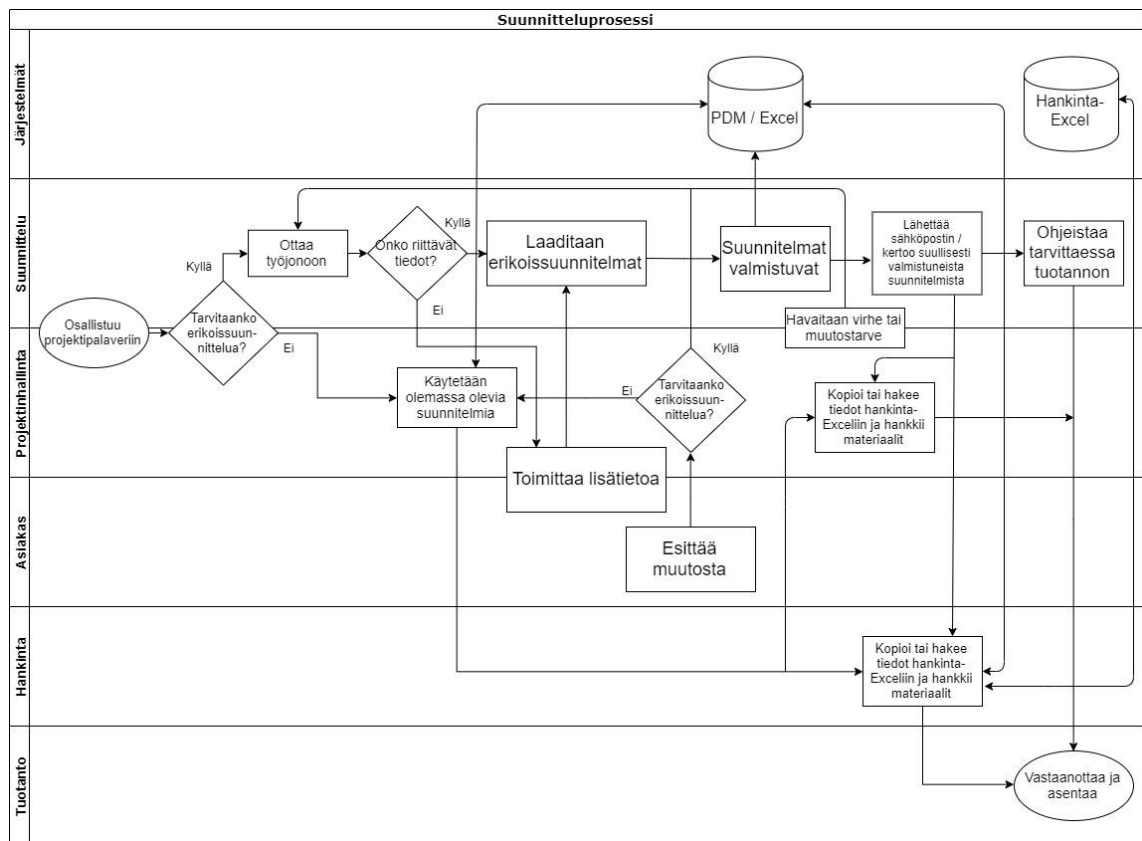 Suunnitteluprosessi
Järjestelmät
PDM / Excel
Hankinta-
Excel
Suunnittelu
Kyllä
Ottaa
työjonoon
Onko riittävät
tiedot?
Kyllä
Laaditaan
erikoissuunnitelmat
Suunnitelmat
valmistuvat
Lähettää
sähköpostin /
kertoo suullisesti
valmistuneista
suunnitelmista
Ohjeistaa
tarvittaessa
tuotannon
Ei
Osallistuu
projektipalaveriin
Tarvitaanko
erikoissuun-
nittelua?
Ei
Havaitaan virhe tai
muutostarve
Projektinhallinta
Käytetään
olemassa olevia
suunnitelmia
Ei
Tarvitaanko
erikoissuun-
nittelua?
Kyllä
Kopioi tai hakee
tiedot hankinta-
Exceliin ja hankkii
materiaalit
Toimittaa lisätietoa
Asiakas
Esittää
muutosta
Hankinta
Kopioi tai hakee
tiedot hankinta-
Exceliin ja hankkii
materiaalit
Tuotanto
Vastaanottaa ja
asentaa